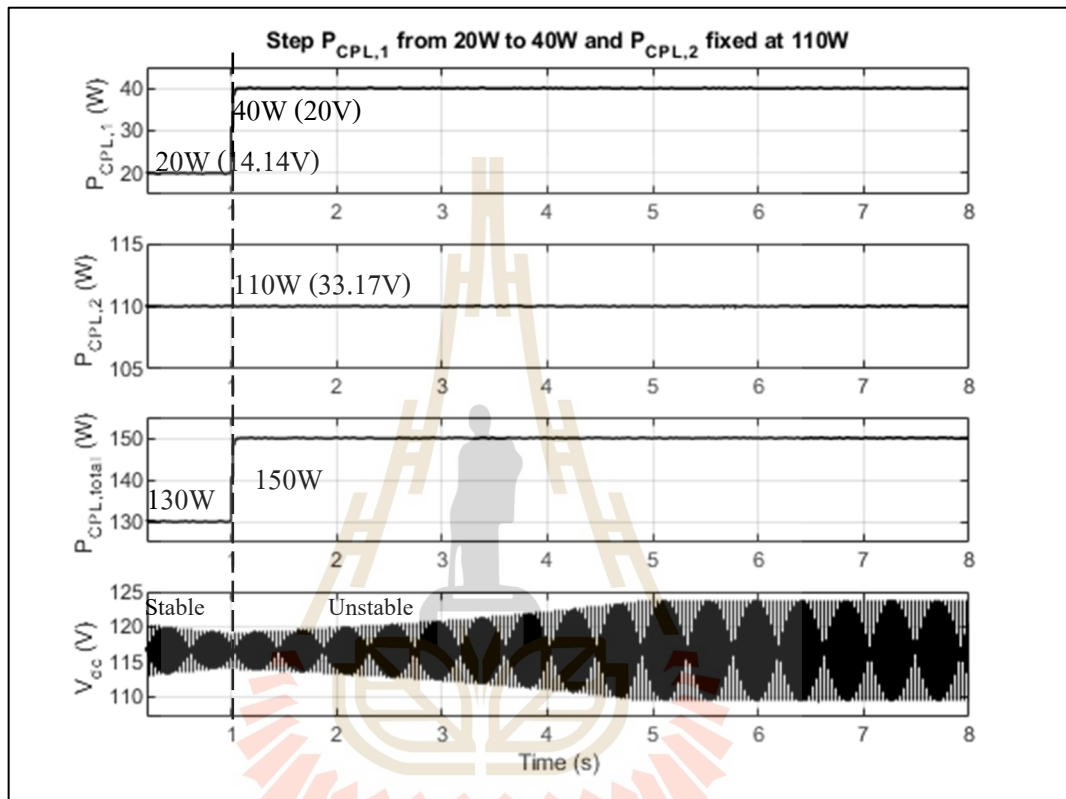 Step P_CPL,1 from 20W to 40W and P_CPL,2 fixed at 110W
P_CPL,1 (W)
40
30
20
40W (20V)
20W (14.14V)
1 2 3 4 5 6 7 8
P_CPL,2 (W)
115
110
105
110W (33.17V)
1 2 3 4 5 6 7 8
P_CPL,total (W)
150
140
130
150W
130W
1 2 3 4 5 6 7 8
V_dc (V)
125
120
115
110
Stable Unstable
1 2 3 4 5 6 7 8
Time (s)